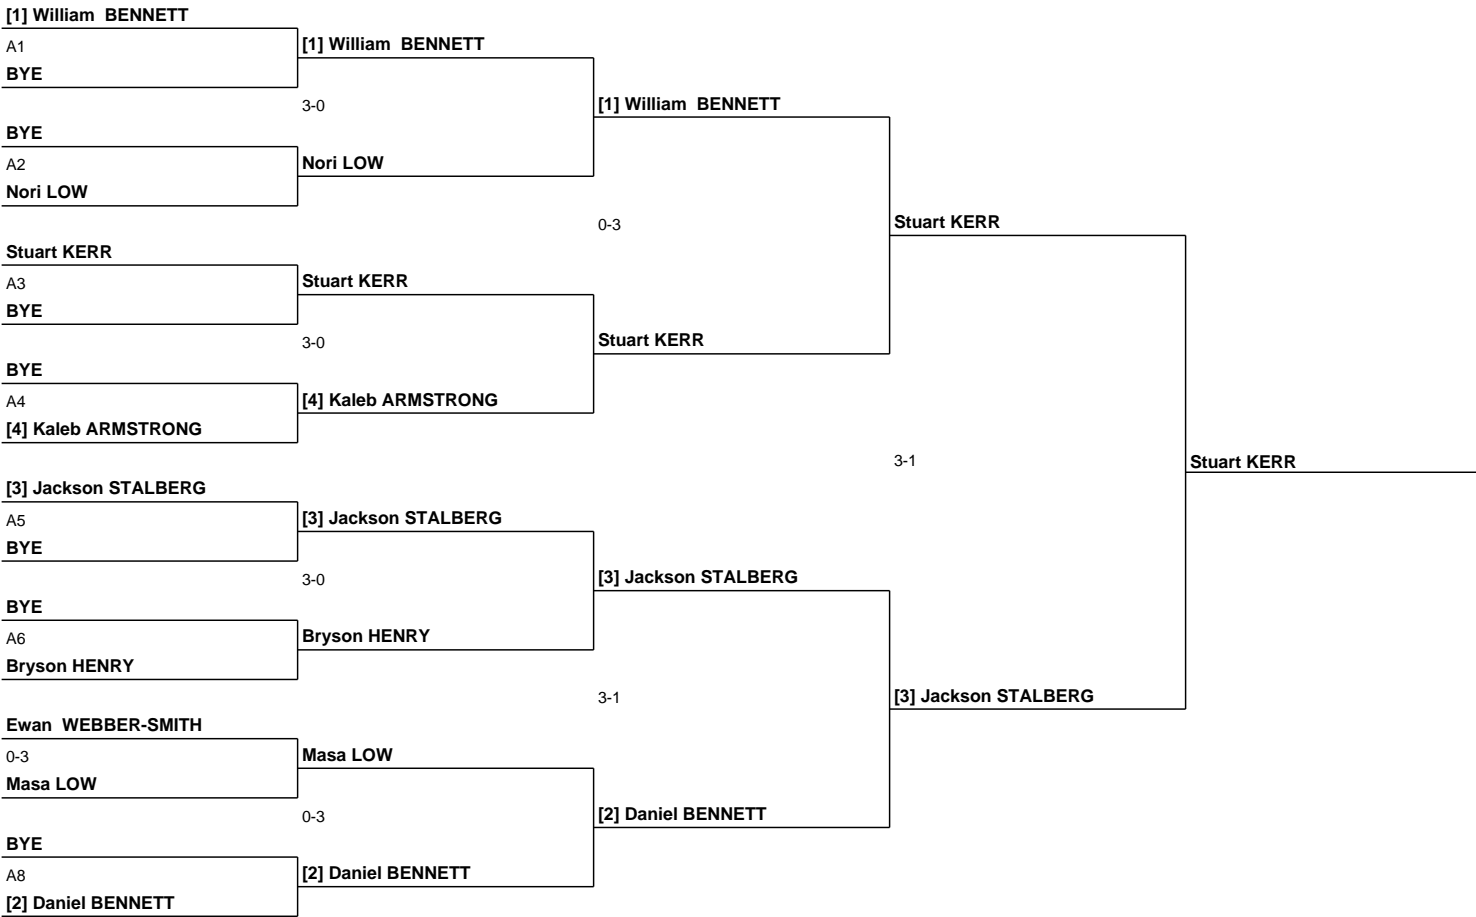 [1] William  BENNETT
A1
BYE
[1] William  BENNETT
3-0
BYE
A2
Nori LOW
Nori LOW
[1] William  BENNETT
0-3
Stuart KERR
A3
BYE
Stuart KERR
3-0
BYE
A4
[4] Kaleb ARMSTRONG
[4] Kaleb ARMSTRONG
Stuart KERR
Stuart KERR
3-1
Stuart KERR
[3] Jackson STALBERG
A5
BYE
[3] Jackson STALBERG
3-0
BYE
A6
Bryson HENRY
Bryson HENRY
[3] Jackson STALBERG
3-1
[3] Jackson STALBERG
Ewan  WEBBER-SMITH
0-3
Masa LOW
Masa LOW
0-3
BYE
A8
[2] Daniel BENNETT
[2] Daniel BENNETT
[2] Daniel BENNETT